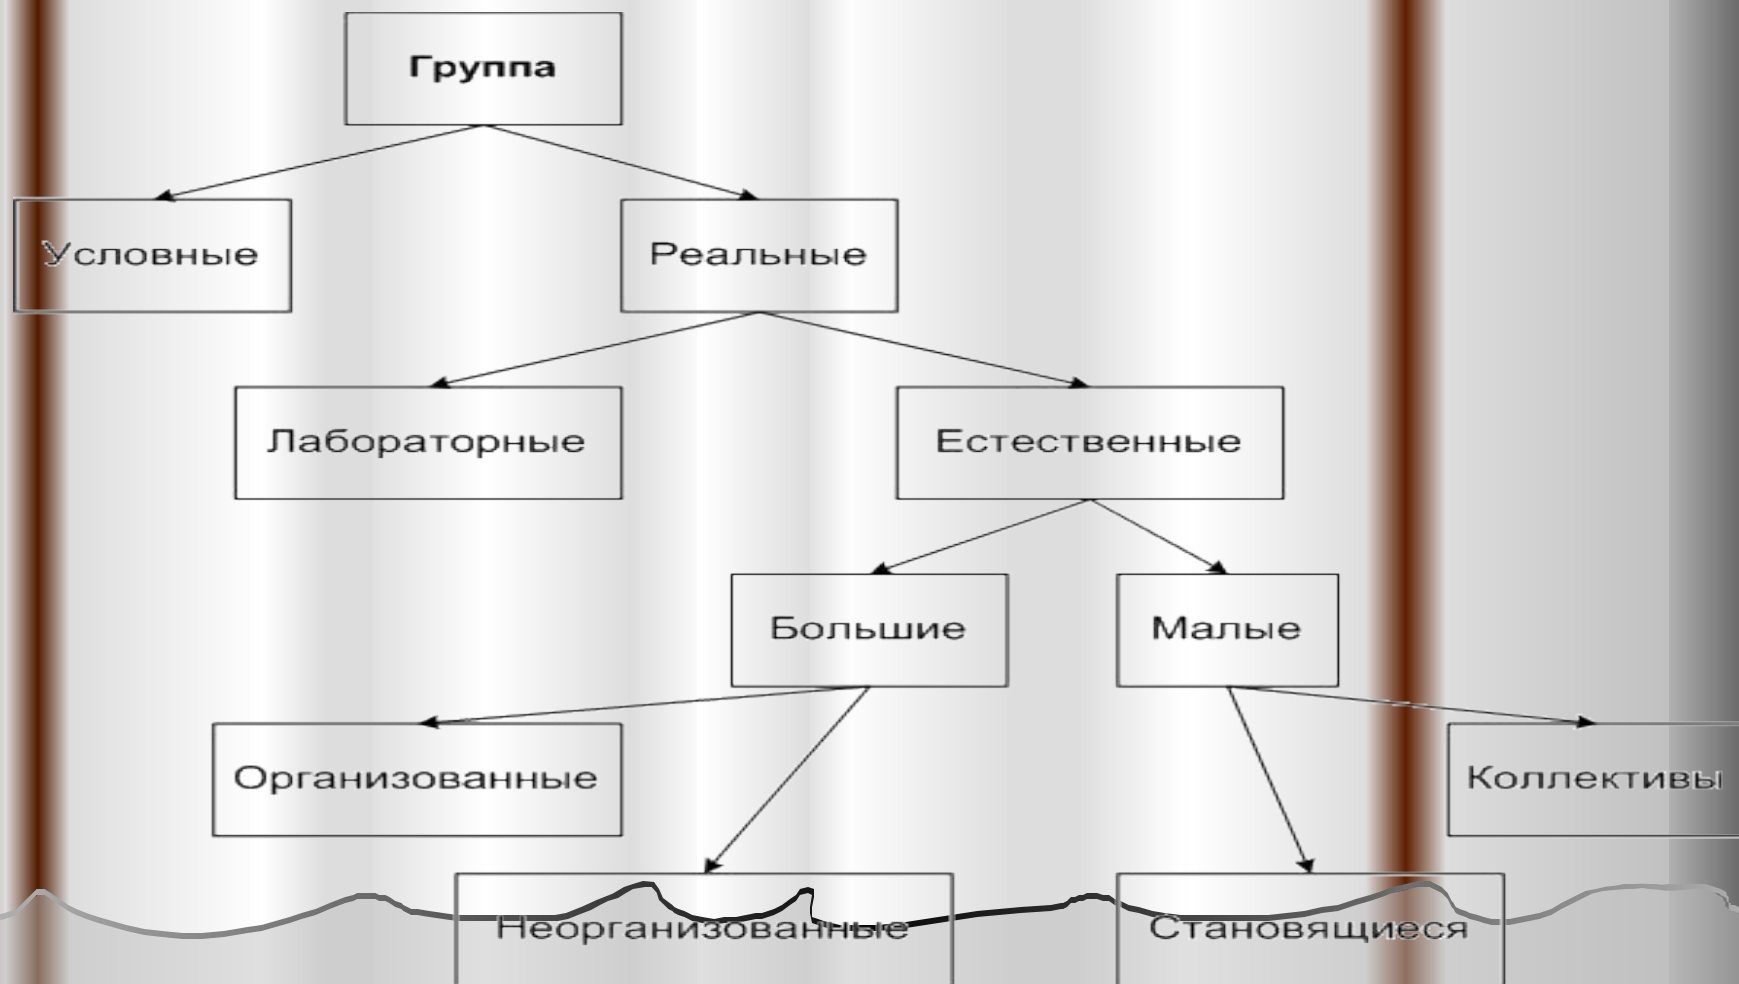 Группа
Условные
Реальные
Лабораторные
Естественные
Большие
Малые
Организованные
Коллективы
Неорганизованные
Становящиеся